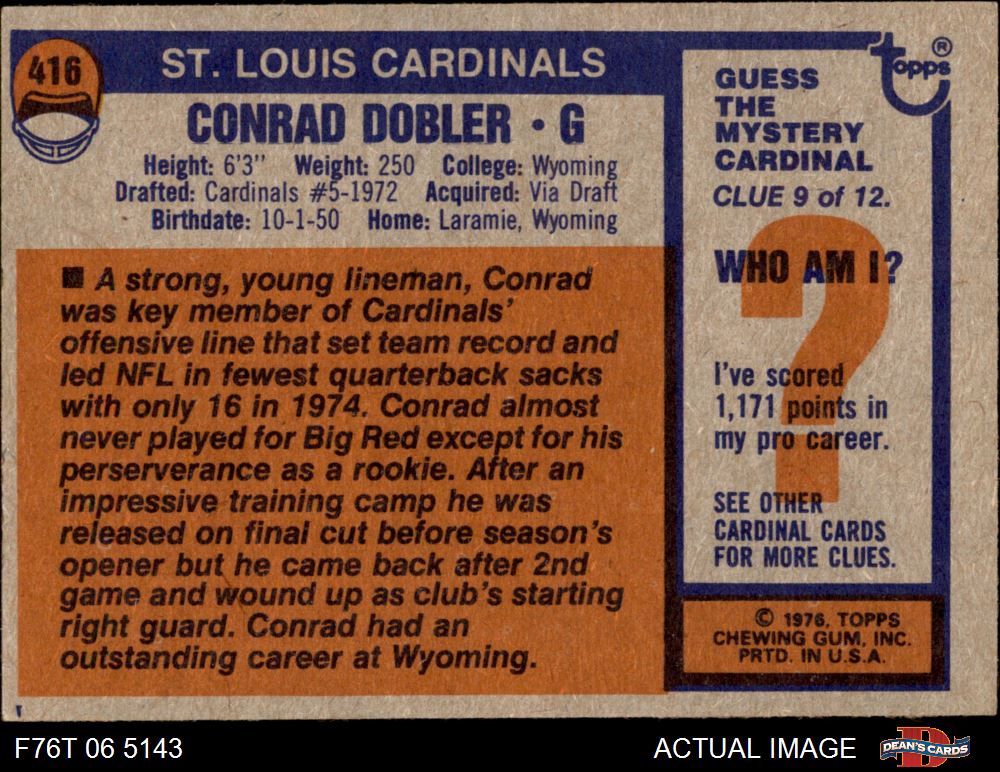 416
ST. LOUIS CARDINALS
CONRAD DOBLER • G
Height: 6'3" Weight: 250 College: Wyoming
Drafted: Cardinals #5-1972 Acquired: Via Draft
Birthdate: 10-1-50 Home: Laramie, Wyoming
■ A strong, young lineman, Conrad
was key member of Cardinals'
offensive line that set team record and
led NFL in fewest quarterback sacks
with only 16 in 1974. Conrad almost
never played for Big Red except for his
perserverance as a rookie. After an
impressive training camp he was
released on final cut before season's
opener but he came back after 2nd
game and wound up as club's starting
right guard. Conrad had an
outstanding career at Wyoming.
topps ®
GUESS
THE
MYSTERY
CARDINAL
CLUE 9 of 12.
WHO AM I?
?
I've scored
1,171 points in
my pro career.
SEE OTHER
CARDINAL CARDS
FOR MORE CLUES.
© 1976, TOPPS
CHEWING GUM, INC.
PRTD. IN U.S.A.
F76T 06 5143
ACTUAL IMAGE
D
DEAN'S CARDS